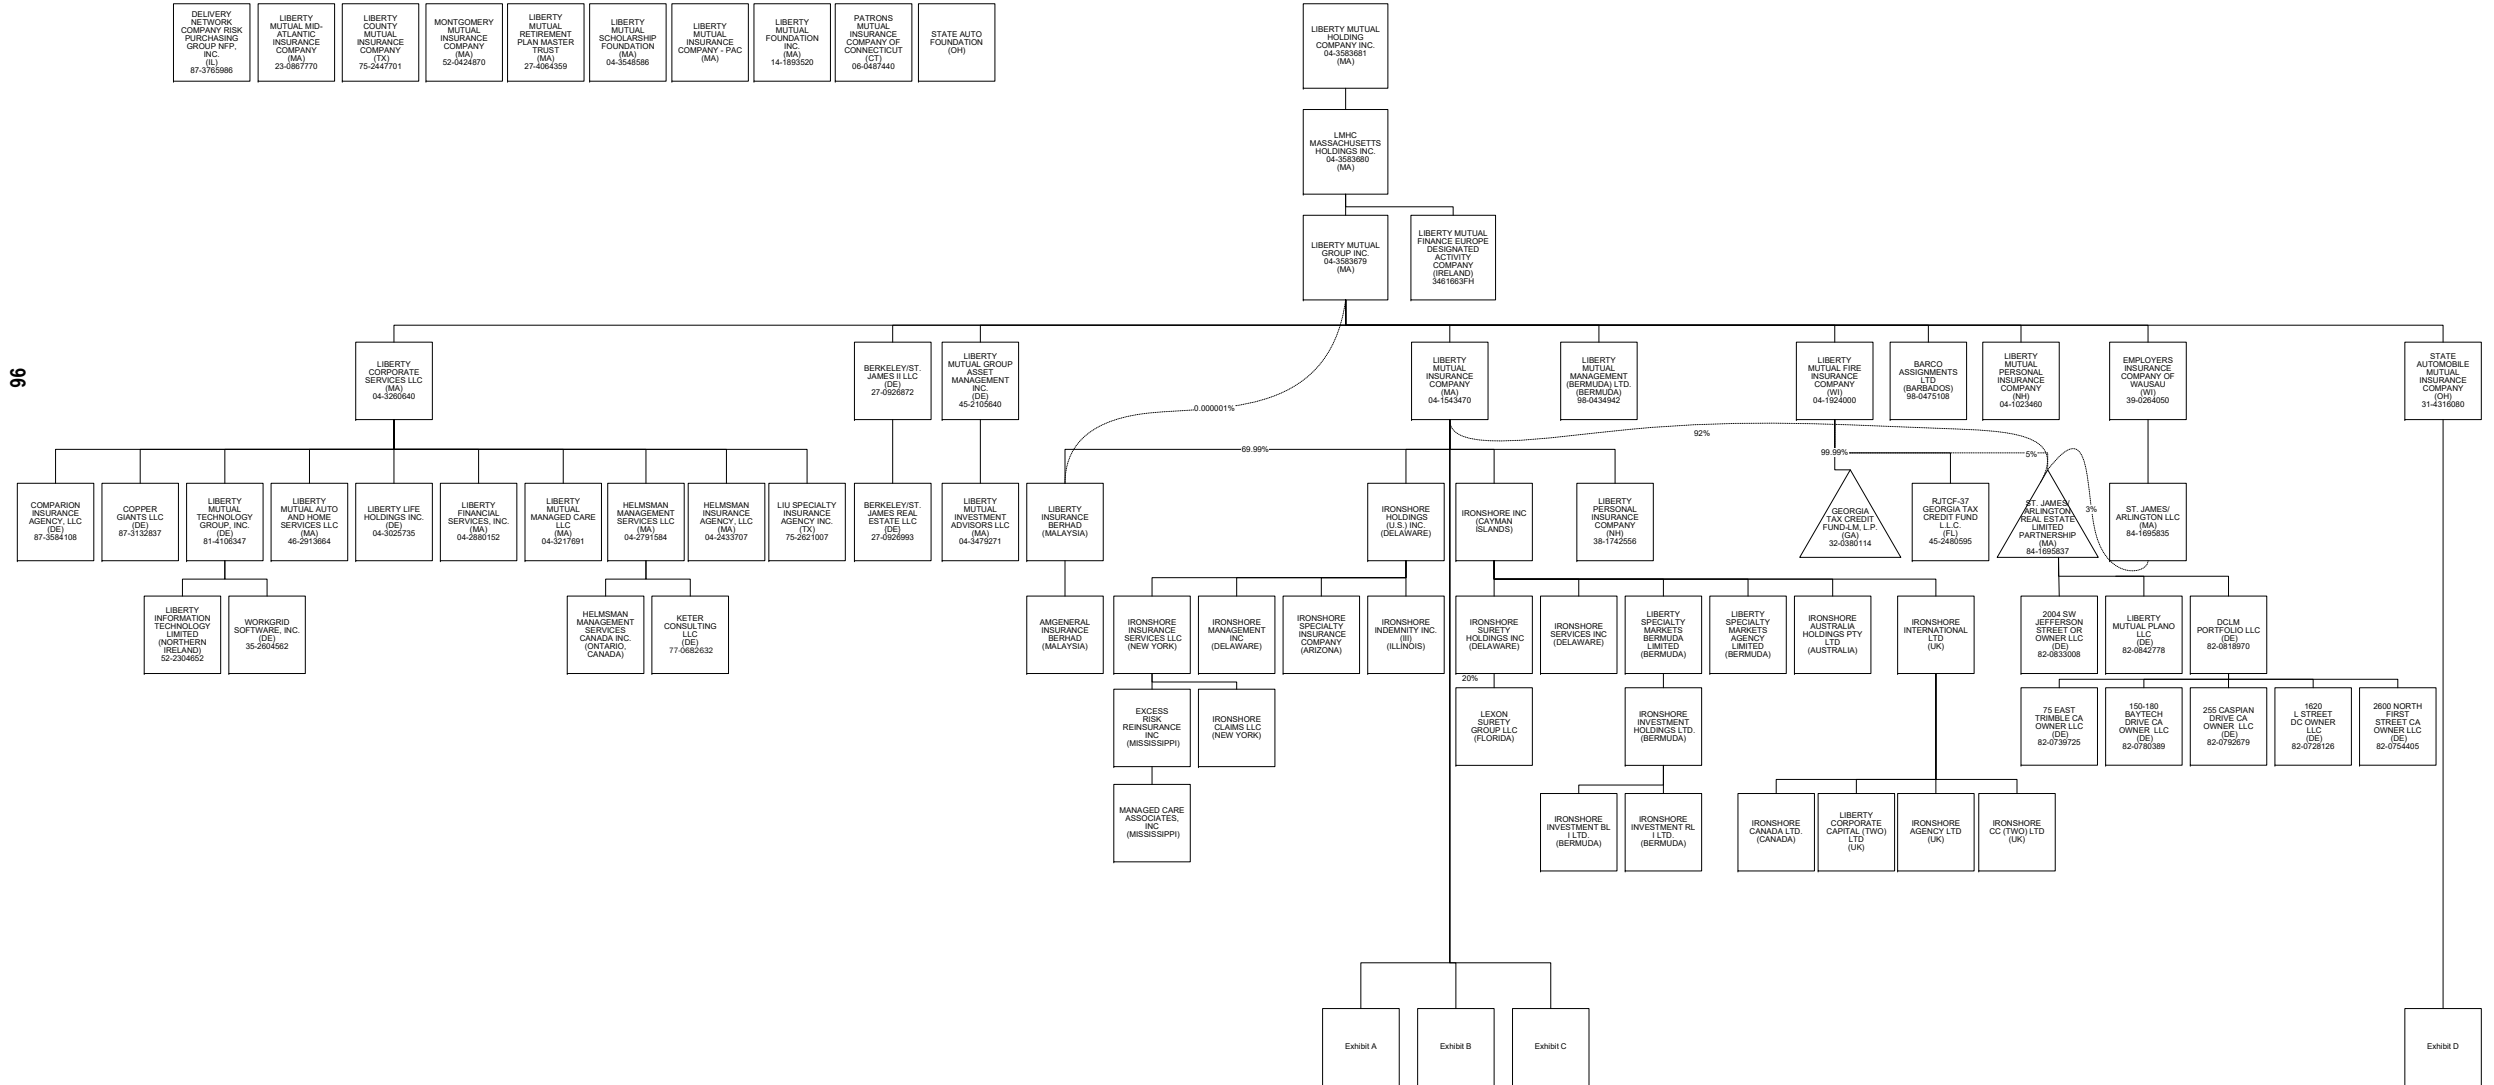 DELIVERY
NETWORK
COMPANY RISK
PURCHASING
GROUP NFP,
INC.
(IL)
87-3765986
LIBERTY
MUTUAL MID-
ATLANTIC
INSURANCE
COMPANY
(MA)
23-0867770
LIBERTY
COUNTY
MUTUAL
INSURANCE
COMPANY
(TX)
75-2447701
MONTGOMERY
MUTUAL
INSURANCE
COMPANY
(MA)
52-0424870
LIBERTY
MUTUAL
RETIREMENT
PLAN MASTER
TRUST
(MA)
27-4064359
LIBERTY
MUTUAL
SCHOLARSHIP
FOUNDATION
(MA)
04-3548586
LIBERTY
MUTUAL
INSURANCE
COMPANY - PAC
(MA)
LIBERTY
MUTUAL
FOUNDATION
INC.
(MA)
14-1893520
PATRONS
MUTUAL
INSURANCE
COMPANY OF
CONNECTICUT
(CT)
06-0487440
STATE AUTO
FOUNDATION
(OH)
LIBERTY MUTUAL
HOLDING
COMPANY INC.
04-3583681
(MA)
LMHC
MASSACHUSETTS
HOLDINGS INC.
04-3583680
(MA)
LIBERTY MUTUAL
GROUP INC.
04-3583679
(MA)
LIBERTY MUTUAL
FINANCE EUROPE
DESIGNATED
ACTIVITY
COMPANY
(IRELAND)
3461663FH
96
LIBERTY
CORPORATE
SERVICES LLC
(MA)
04-3260640
BERKELEY/ST.
JAMES II LLC
(DE)
27-0926872
LIBERTY
MUTUAL GROUP
ASSET
MANAGEMENT
INC.
(DE)
45-2105640
LIBERTY
MUTUAL
INSURANCE
COMPANY
(MA)
04-1543470
LIBERTY
MUTUAL
MANAGEMENT
(BERMUDA) LTD.
(BERMUDA)
98-0434942
LIBERTY
MUTUAL FIRE
INSURANCE
COMPANY
(WI)
04-1924000
BARCO
ASSIGNMENTS
LTD
(BARBADOS)
98-0475108
LIBERTY
MUTUAL
PERSONAL
INSURANCE
COMPANY
(NH)
04-1023460
EMPLOYERS
INSURANCE
COMPANY OF
WAUSAU
(WI)
39-0264050
STATE
AUTOMOBILE
MUTUAL
INSURANCE
COMPANY
(OH)
31-4316080
0.000001%
92%
69.99%
99.99%
5%
3%
COMPARION
INSURANCE
AGENCY, LLC
(DE)
87-3584108
COPPER
GIANTS LLC
(DE)
87-3132837
LIBERTY
MUTUAL
TECHNOLOGY
GROUP, INC.
(DE)
81-4106347
LIBERTY
MUTUAL AUTO
AND HOME
SERVICES LLC
(MA)
46-2913664
LIBERTY LIFE
HOLDINGS INC.
(DE)
04-3025735
LIBERTY
FINANCIAL
SERVICES, INC.
(MA)
04-2880152
LIBERTY
MUTUAL
MANAGED CARE
LLC
(MA)
04-3217691
HELMSMAN
MANAGEMENT
SERVICES LLC
(MA)
04-2791584
HELMSMAN
INSURANCE
AGENCY, LLC
(MA)
04-2433707
LIU SPECIALTY
INSURANCE
AGENCY INC.
(TX)
75-2621007
BERKELEY/ST.
JAMES REAL
ESTATE LLC
(DE)
27-0926993
LIBERTY
MUTUAL
INVESTMENT
ADVISORS LLC
(MA)
04-3479271
LIBERTY
INSURANCE
BERHAD
(MALAYSIA)
IRONSHORE
HOLDINGS
(U.S.) INC.
(DELAWARE)
IRONSHORE INC
(CAYMAN
ISLANDS)
LIBERTY
PERSONAL
INSURANCE
COMPANY
(NH)
38-1742556
GEORGIA
TAX CREDIT
FUND-LM, L.P.
(GA)
32-0380114
RJTCF-37
GEORGIA TAX
CREDIT FUND
L.L.C.
(FL)
45-2480595
ST. JAMES/
ARLINGTON
REAL ESTATE
LIMITED
PARTNERSHIP
(MA)
84-1695837
ST. JAMES/
ARLINGTON LLC
(MA)
84-1695835
LIBERTY
INFORMATION
TECHNOLOGY
LIMITED
(NORTHERN
IRELAND)
52-2304652
WORKGRID
SOFTWARE, INC.
(DE)
35-2604562
HELMSMAN
MANAGEMENT
SERVICES
CANADA INC.
(ONTARIO,
CANADA)
KETER
CONSULTING
LLC
(DE)
77-0682632
AMGENERAL
INSURANCE
BERHAD
(MALAYSIA)
IRONSHORE
INSURANCE
SERVICES LLC
(NEW YORK)
IRONSHORE
MANAGEMENT
INC
(DELAWARE)
IRONSHORE
SPECIALTY
INSURANCE
COMPANY
(ARIZONA)
IRONSHORE
INDEMNITY INC.
(III)
(ILLINOIS)
IRONSHORE
SURETY
HOLDINGS INC
(DELAWARE)
IRONSHORE
SERVICES INC
(DELAWARE)
LIBERTY
SPECIALTY
MARKETS
BERMUDA
LIMITED
(BERMUDA)
LIBERTY
SPECIALTY
MARKETS
AGENCY
LIMITED
(BERMUDA)
IRONSHORE
AUSTRALIA
HOLDINGS PTY
LTD
(AUSTRALIA)
IRONSHORE
INTERNATIONAL
LTD
(UK)
2004 SW
JEFFERSON
STREET OR
OWNER LLC
(DE)
82-0833008
LIBERTY
MUTUAL PLANO
LLC
(DE)
82-0842778
DCLM
PORTFOLIO LLC
(DE)
82-0818970
20%
EXCESS
RISK
REINSURANCE
INC
(MISSISSIPPI)
IRONSHORE
CLAIMS LLC
(NEW YORK)
LEXON
SURETY
GROUP LLC
(FLORIDA)
IRONSHORE
INVESTMENT
HOLDINGS LTD.
(BERMUDA)
75 EAST
TRIMBLE CA
OWNER LLC
(DE)
82-0739725
150-180
BAYTECH
DRIVE CA
OWNER LLC
(DE)
82-0780389
255 CASPIAN
DRIVE CA
OWNER LLC
(DE)
82-0792679
1620
L STREET
DC OWNER
LLC
(DE)
82-0728126
2600 NORTH
FIRST
STREET CA
OWNER LLC
(DE)
82-0754405
MANAGED CARE
ASSOCIATES,
INC
(MISSISSIPPI)
IRONSHORE
INVESTMENT BL
I LTD.
(BERMUDA)
IRONSHORE
INVESTMENT RL
I LTD.
(BERMUDA)
IRONSHORE
CANADA LTD.
(CANADA)
LIBERTY
CORPORATE
CAPITAL (TWO)
LTD
(UK)
IRONSHORE
AGENCY LTD
(UK)
IRONSHORE
CC (TWO) LTD
(UK)
Exhibit A
Exhibit B
Exhibit C
Exhibit D